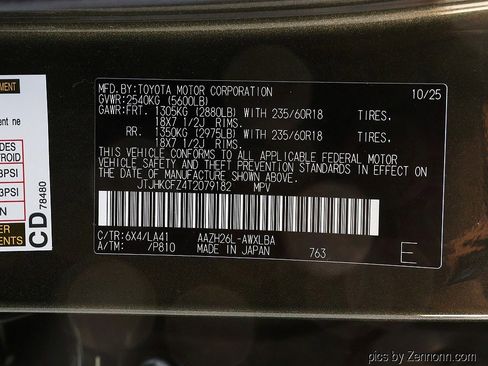 MFD.BY:TOYOTA MOTOR CORPORATION 10/25
GVWR:2540KG (5600LB)
GAWR:FRT. 1305KG (2880LB) WITH 235/60R18 TIRES.
18X7 1/2J RIMS.
RR. 1350KG (2975LB) WITH 235/60R18 TIRES.
18X7 1/2J RIMS.
THIS VEHICLE CONFORMS TO ALL APPLICABLE FEDERAL MOTOR
VEHICLE SAFETY AND THEFT PREVENTION STANDARDS IN EFFECT
ON THE DATE OF MANUFACTURE SHOWN ABOVE.
JTJHKCFZ4T2079182 MPV
C/TR:6X4/LA41 AAZH26L-AWXLBA
A/TM: /P810 MADE IN JAPAN 763 E
CD
78480
pics by Zennonn.com